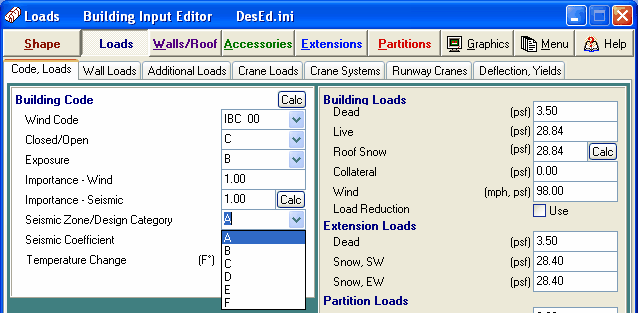 Loads Building Input Editor DesEd.ini
Shape Loads Walls/Roof Accessories Extensions Partitions Graphics Menu Help
Code, Loads Wall Loads Additional Loads Crane Loads Crane Systems Runway Cranes Deflection, Yields
Building Code Calc
Wind Code IBC 00
Closed/Open C
Exposure B
Importance - Wind 1.00
Importance - Seismic 1.00 Calc
Seismic Zone/Design Category A
Seismic Coefficient
Temperature Change (F°)
A
B
C
D
E
F
Building Loads
Dead (psf) 3.50
Live (psf) 28.84
Roof Snow (psf) 28.84 Calc
Collateral (psf) 0.00
Wind (mph, psf) 98.00
Load Reduction Use
Extension Loads
Dead (psf) 3.50
Snow, SW (psf) 28.40
Snow, EW (psf) 28.40
Partition Loads